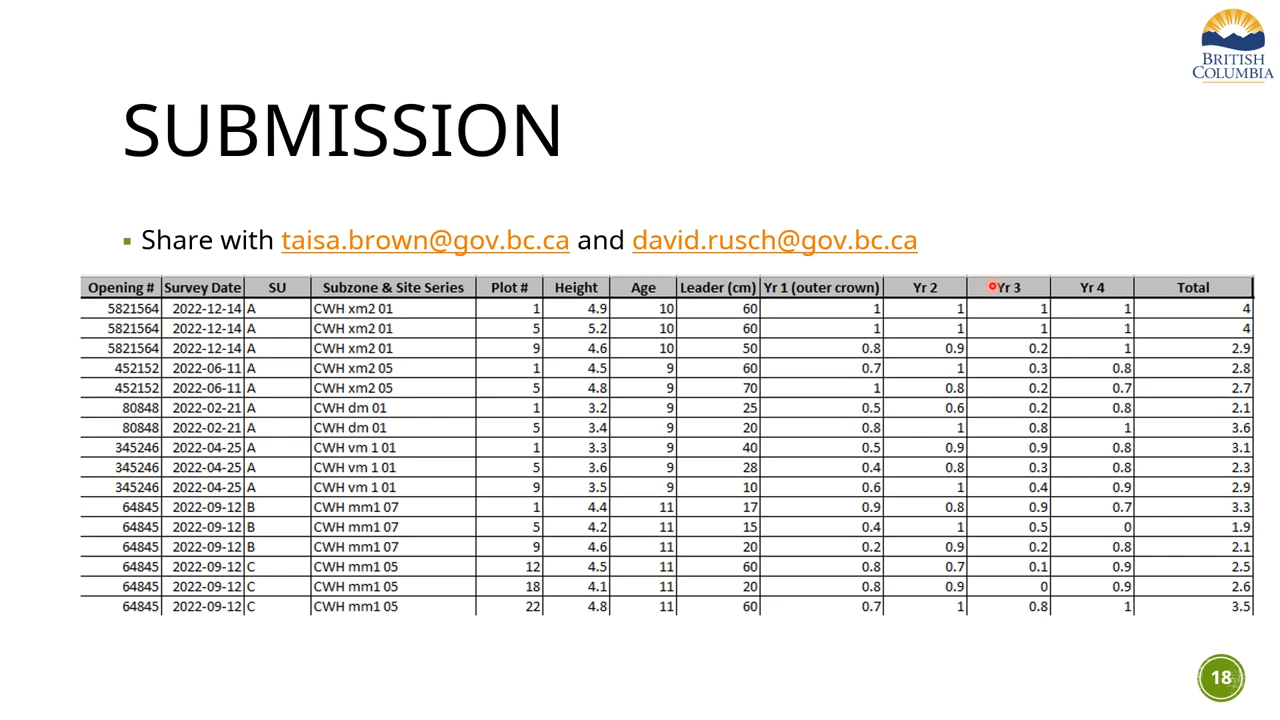 BRITISH
COLUMBIA
SUBMISSION
Share with taisa.brown@gov.bc.ca and david.rusch@gov.bc.ca
Opening # Survey Date SU Subzone & Site Series Plot # Height Age Leader (cm) Yr 1 (outer crown) Yr 2 Yr 3 Yr 4 Total
5821564 2022-12-14 A CWH xm2 01 1 4.9 10 60 1 1 1 1 4
5821564 2022-12-14 A CWH xm2 01 5 5.2 10 60 1 1 1 1 4
5821564 2022-12-14 A CWH xm2 01 9 4.6 10 50 0.8 0.9 0.2 1 2.9
452152 2022-06-11 A CWH xm2 05 1 4.5 9 60 0.7 1 0.3 0.8 2.8
452152 2022-06-11 A CWH xm2 05 5 4.8 9 70 1 0.8 0.2 0.7 2.7
80848 2022-02-21 A CWH dm 01 1 3.2 9 25 0.5 0.6 0.2 0.8 2.1
80848 2022-02-21 A CWH dm 01 5 3.4 9 20 0.8 1 0.8 1 3.6
345246 2022-04-25 A CWH vm 1 01 1 3.3 9 40 0.5 0.9 0.9 0.8 3.1
345246 2022-04-25 A CWH vm 1 01 5 3.6 9 28 0.4 0.8 0.3 0.8 2.3
345246 2022-04-25 A CWH vm 1 01 9 3.5 9 10 0.6 1 0.4 0.9 2.9
64845 2022-09-12 B CWH mm1 07 1 4.4 11 17 0.9 0.8 0.9 0.7 3.3
64845 2022-09-12 B CWH mm1 07 5 4.2 11 15 0.4 1 0.5 0 1.9
64845 2022-09-12 B CWH mm1 07 9 4.6 11 20 0.2 0.9 0.2 0.8 2.1
64845 2022-09-12 C CWH mm1 05 12 4.5 11 60 0.8 0.7 0.1 0.9 2.5
64845 2022-09-12 C CWH mm1 05 18 4.1 11 20 0.8 0.9 0 0.9 2.6
64845 2022-09-12 C CWH mm1 05 22 4.8 11 60 0.7 1 0.8 1 3.5
18